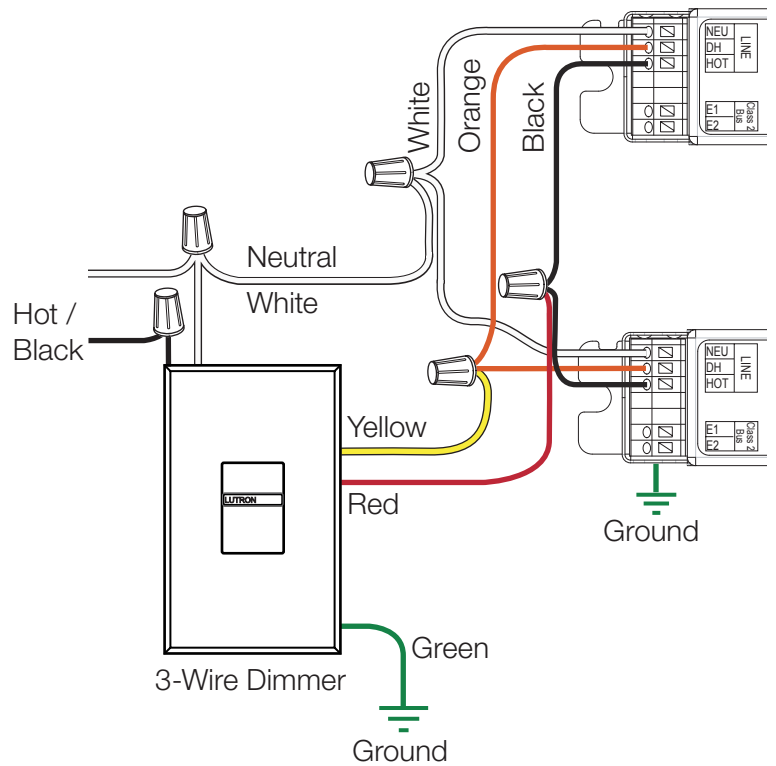 NEU
DH
HOT
LINE
E1
E2
Class 2
Bus
White
Orange
Black
Neutral
White
Hot /
Black
NEU
DH
HOT
LINE
E1
E2
Class 2
Bus
Yellow
Red
LUTRON
Ground
Green
3-Wire Dimmer
Ground